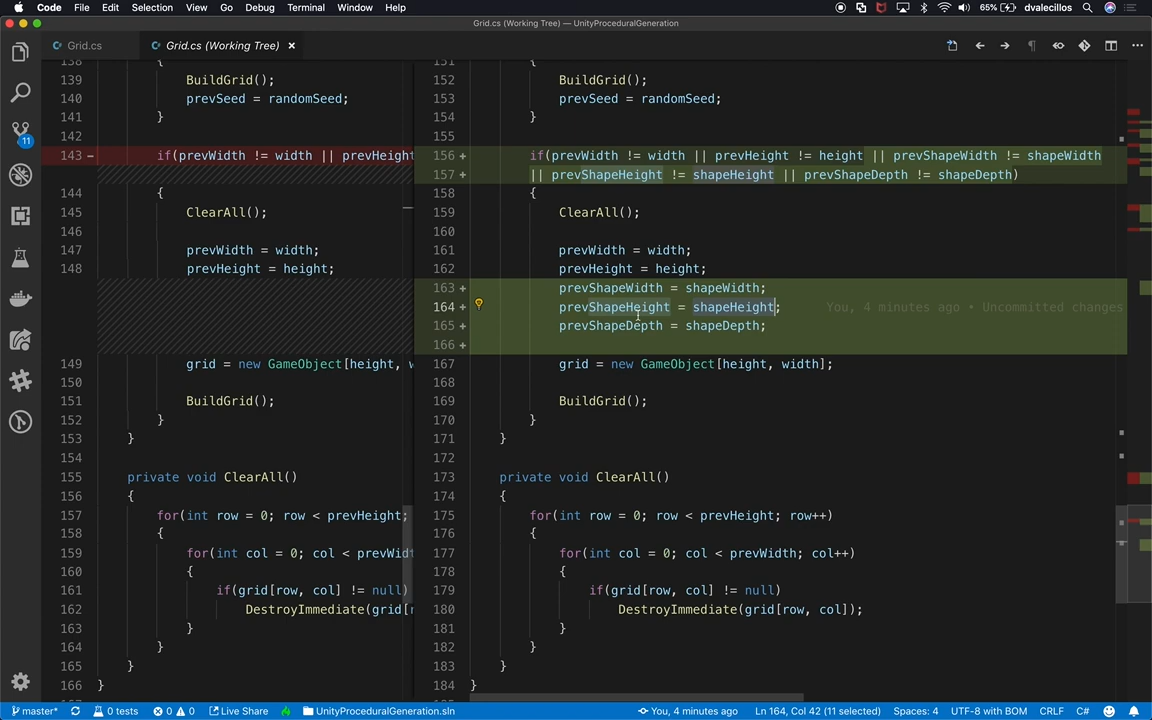 Code File Edit Selection View Go Debug Terminal Window Help 65% dvalecillos
Grid.cs (Working Tree) — UnityProceduralGeneration
Grid.cs Grid.cs (Working Tree) ×
138 {
139 BuildGrid();
140 prevSeed = randomSeed;
141 }
142
143 if(prevWidth != width || prevHeight
144 {
145 ClearAll();
146
147 prevWidth = width;
148 prevHeight = height;
149 grid = new GameObject[height, w
150
151 BuildGrid();
152 }
153 }
154
155 private void ClearAll()
156 {
157 for(int row = 0; row < prevHeight;
158 {
159 for(int col = 0; col < prevWidt
160 {
161 if(grid[row, col] != null)
162 DestroyImmediate(grid[r
163 }
164 }
165 }
166 }
151 {
152 BuildGrid();
153 prevSeed = randomSeed;
154 }
155
156 + if(prevWidth != width || prevHeight != height || prevShapeWidth != shapeWidth
157 + || prevShapeHeight != shapeHeight || prevShapeDepth != shapeDepth)
158 {
159 ClearAll();
160
161 prevWidth = width;
162 prevHeight = height;
163 + prevShapeWidth = shapeWidth;
164 + prevShapeHeight = shapeHeight; You, 4 minutes ago • Uncommitted changes
165 + prevShapeDepth = shapeDepth;
166 +
167 grid = new GameObject[height, width];
168
169 BuildGrid();
170 }
171 }
172
173 private void ClearAll()
174 {
175 for(int row = 0; row < prevHeight; row++)
176 {
177 for(int col = 0; col < prevWidth; col++)
178 {
179 if(grid[row, col] != null)
180 DestroyImmediate(grid[row, col]);
181 }
182 }
183 }
184 }
11
master* 0 tests 0 0 Live Share UnityProceduralGeneration.sln You, 4 minutes ago Ln 164, Col 42 (11 selected) Spaces: 4 UTF-8 with BOM CRLF C#